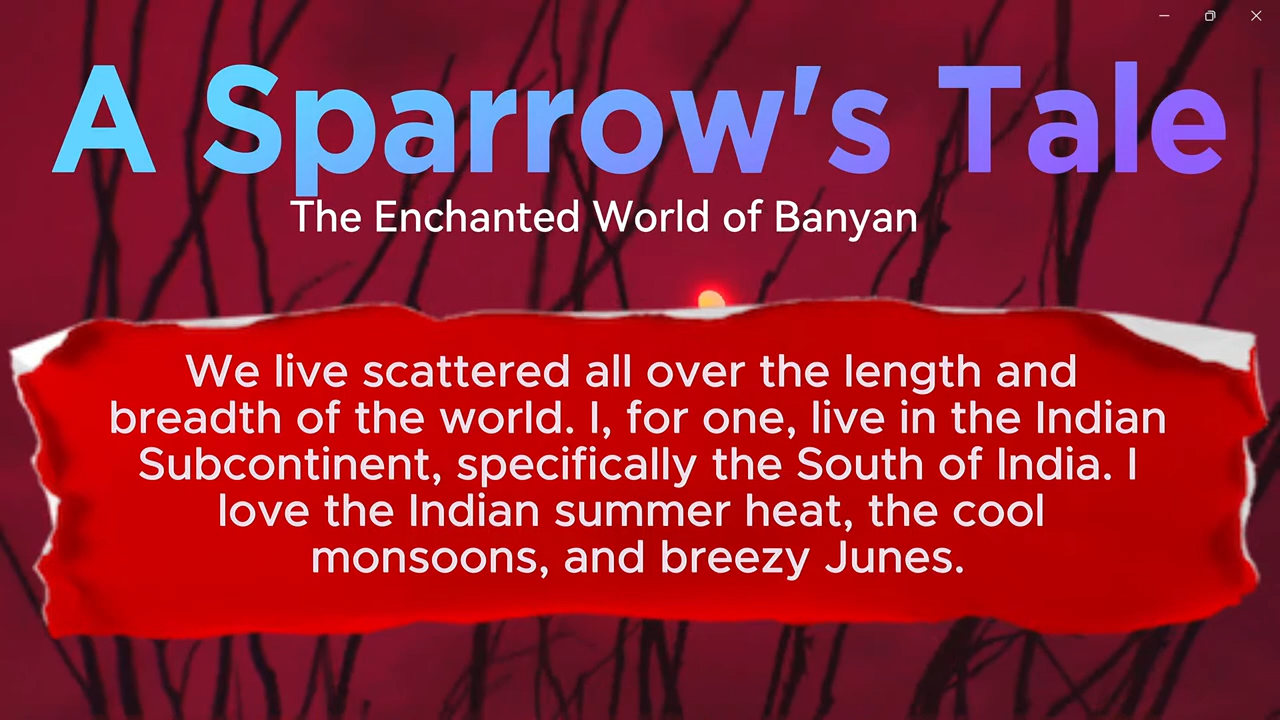 A Sparrow's Tale
The Enchanted World of Banyan
We live scattered all over the length and
breadth of the world. I, for one, live in the Indian
Subcontinent, specifically the South of India. I
love the Indian summer heat, the cool
monsoons, and breezy Junes.